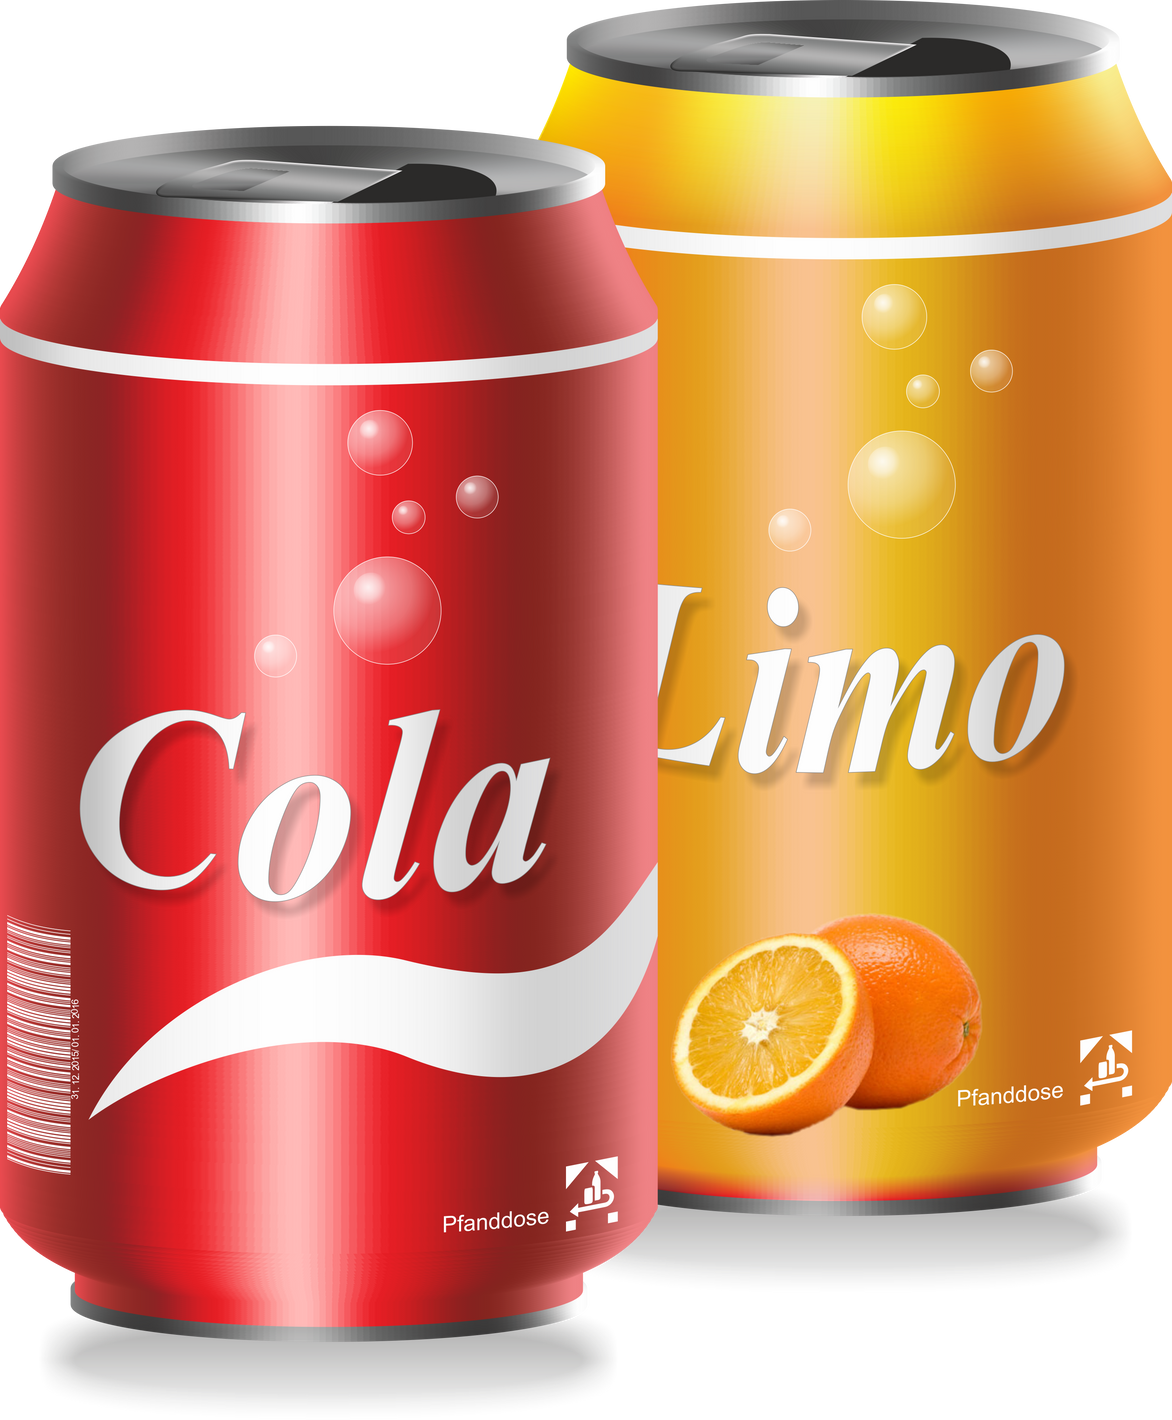 Cola
31. 12. 2015/ 01. 01. 2016
Pfanddose
Limo
Pfanddose